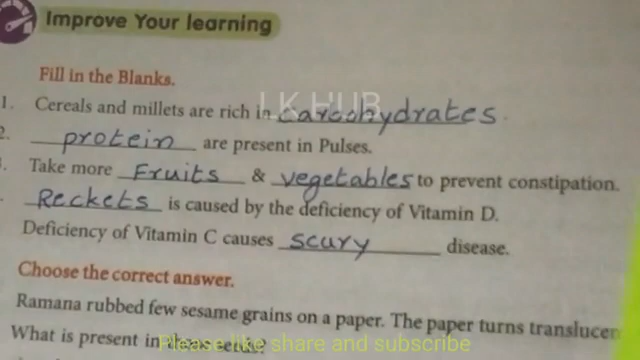 Improve Your learning
Fill in the Blanks.
1. Cereals and millets are rich in carbohydrates.
2. protein are present in Pulses.
Take more Fruits & vegetables to prevent constipation.
Reckets is caused by the deficiency of Vitamin D.
Deficiency of Vitamin C causes scury disease.
Choose the correct answer.
Ramana rubbed few sesame grains on a paper. The paper turns translucen
What is present in
LK HUB
Please like share and subscribe